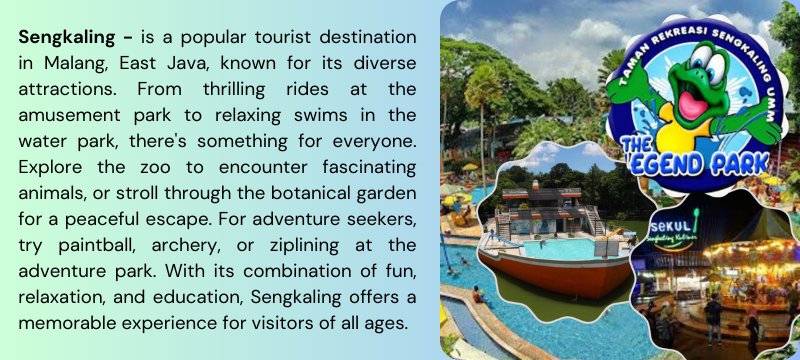 Sengkaling - is a popular tourist destination
in Malang, East Java, known for its diverse
attractions. From thrilling rides at the
amusement park to relaxing swims in the
water park, there's something for everyone.
Explore the zoo to encounter fascinating
animals, or stroll through the botanical garden
for a peaceful escape. For adventure seekers,
try paintball, archery, or ziplining at the
adventure park. With its combination of fun,
relaxation, and education, Sengkaling offers a
memorable experience for visitors of all ages.
TAMAN REKREASI SENGKALING UMM
THE
LEGEND PARK
SEKUL
Sengkaling Kuliner